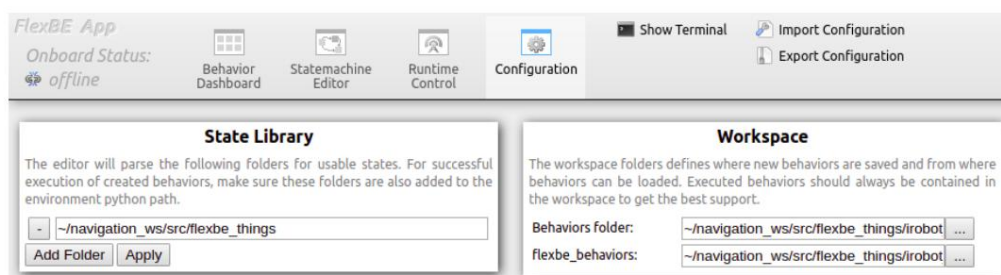 FlexBE App
Onboard Status:
offline
Behavior
Dashboard
Statemachine
Editor
Runtime
Control
Configuration
Show Terminal
Import Configuration
Export Configuration
State Library
The editor will parse the following folders for usable states. For successful
execution of created behaviors, make sure these folders are also added to the
environment python path.
- ~/navigation_ws/src/flexbe_things
Add Folder Apply
Workspace
The workspace folders defines where new behaviors are saved and from where
behaviors can be loaded. Executed behaviors should always be contained in
the workspace to get the best support.
Behaviors folder: ~/navigation_ws/src/flexbe_things/irobot ...
flexbe_behaviors: ~/navigation_ws/src/flexbe_things/irobot ...